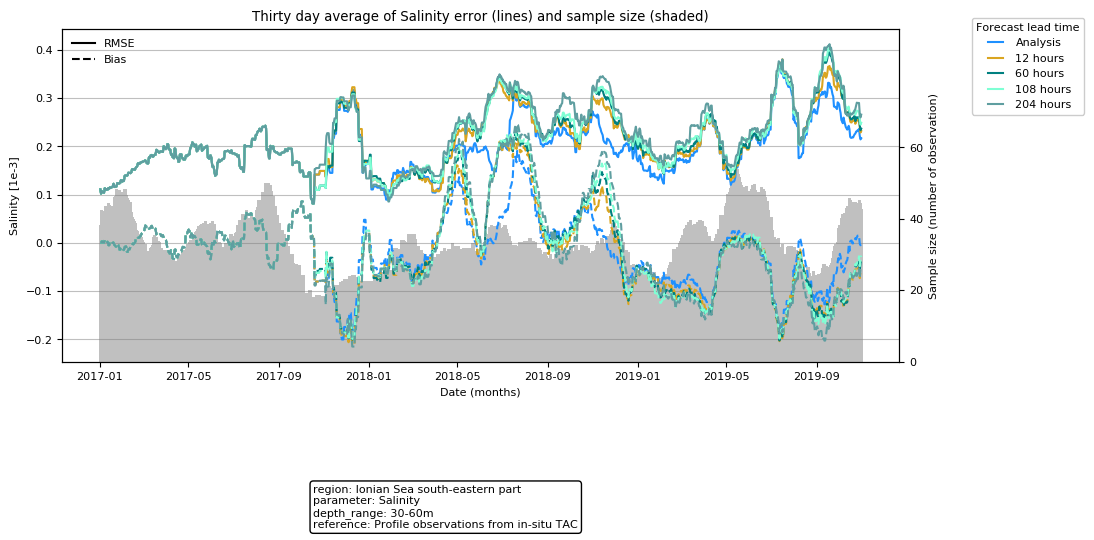 Thirty day average of Salinity error (lines) and sample size (shaded)
RMSE
Bias
Forecast lead time
Analysis
12 hours
60 hours
108 hours
204 hours
Salinity [1e-3]
0.4
0.3
0.2
0.1
0.0
−0.1
−0.2
Sample size (number of observation)
60
40
20
0
2017-01
2017-05
2017-09
2018-01
2018-05
2018-09
2019-01
2019-05
2019-09
Date (months)
region: Ionian Sea south-eastern part
parameter: Salinity
depth_range: 30-60m
reference: Profile observations from in-situ TAC